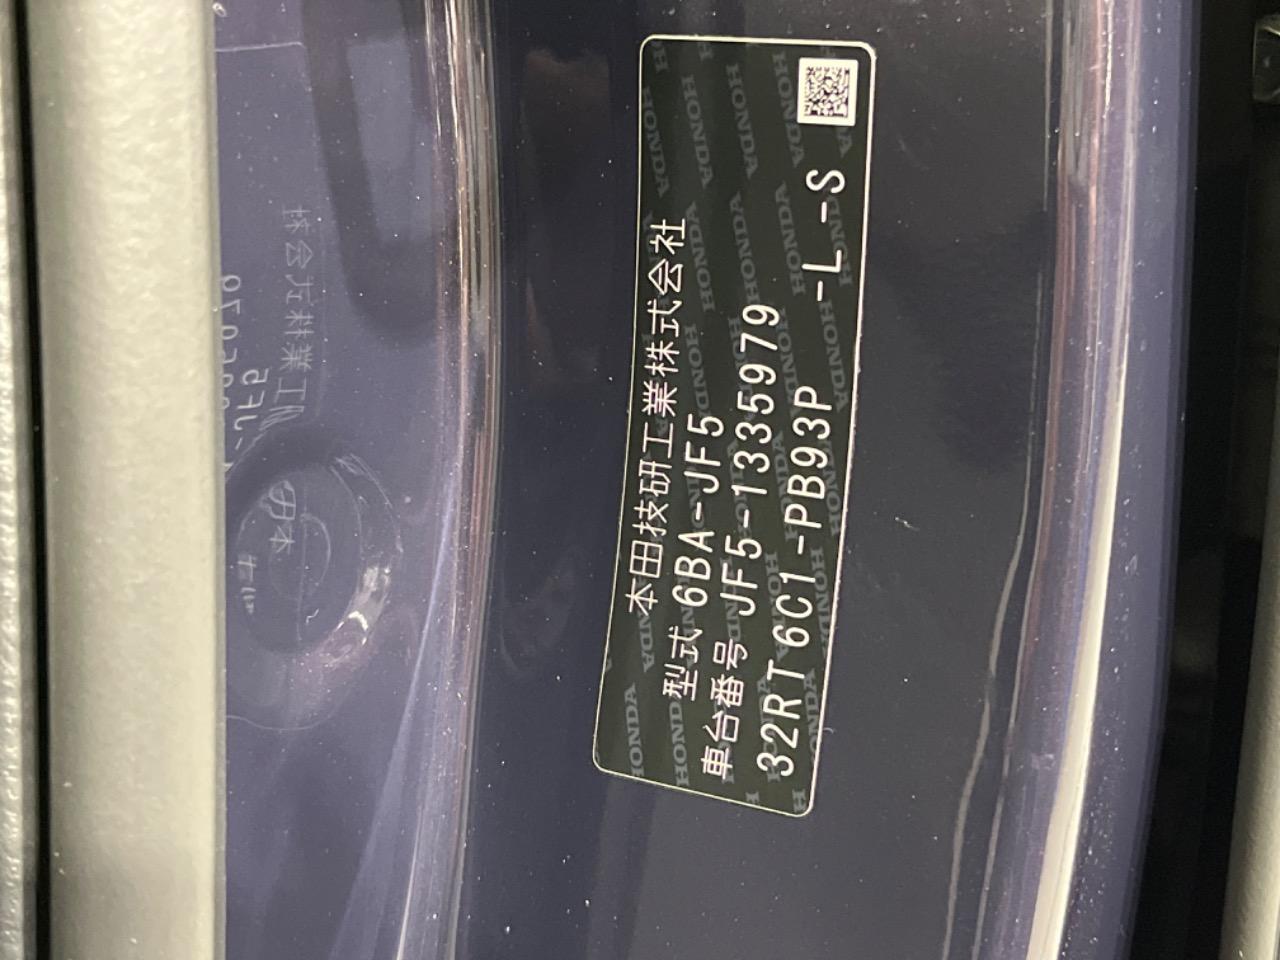 本田技研工業株式会社
型式 6BA-JF5
車台番号 JF5-1335979
32RT6C1-PB93P -L-S